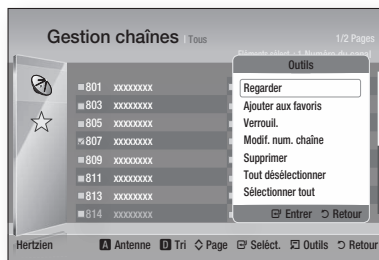 Gestion chaînes | Tous
1/2 Pages
Outils
801 xxxxxxxx
803 xxxxxxxx
805 xxxxxxxx
807 xxxxxxxx
809 xxxxxxxx
811 xxxxxxxx
813 xxxxxxxx
814 xxxxxxxx
Regarder
Ajouter aux favoris
Verrouil.
Modif. num. chaîne
Supprimer
Tout désélectionner
Sélectionner tout
Entrer Retour
Hertzien A Antenne D Tri Page Seléct. Outils Retour